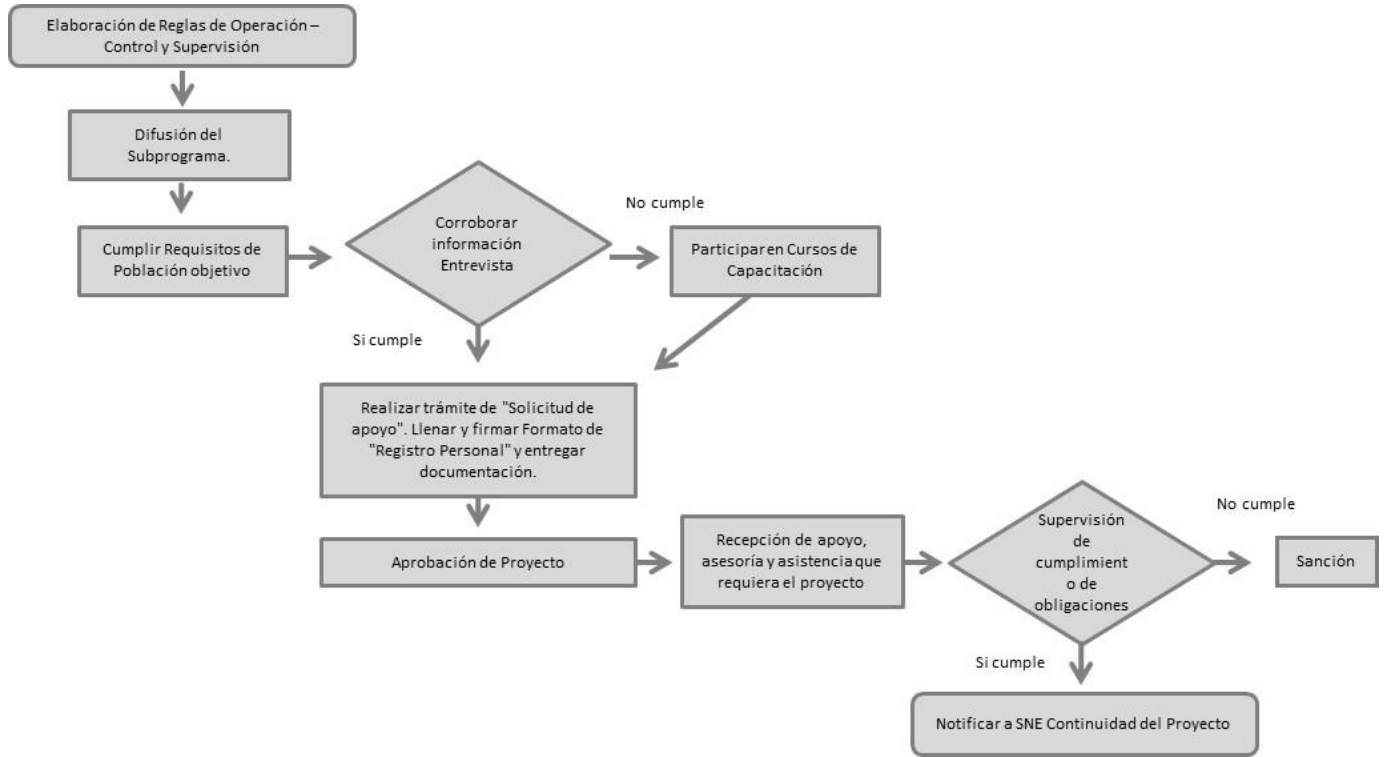 Elaboración de Reglas de Operación –
Control y Supervisión
Difusión del
Subprograma.
Cumplir Requisitos de
Población objetivo
Corroborar
información
Entrevista
No cumple
Participar en Cursos de
Capacitación
Si cumple
Realizar trámite de "Solicitud de
apoyo". Llenar y firmar Formato de
"Registro Personal" y entregar
documentación.
Aprobación de Proyecto
Recepción de apoyo,
asesoría y asistencia que
requiera el proyecto
Supervisión
de
cumplimient
o de
obligaciones
No cumple
Sanción
Si cumple
Notificar a SNE Continuidad del Proyecto